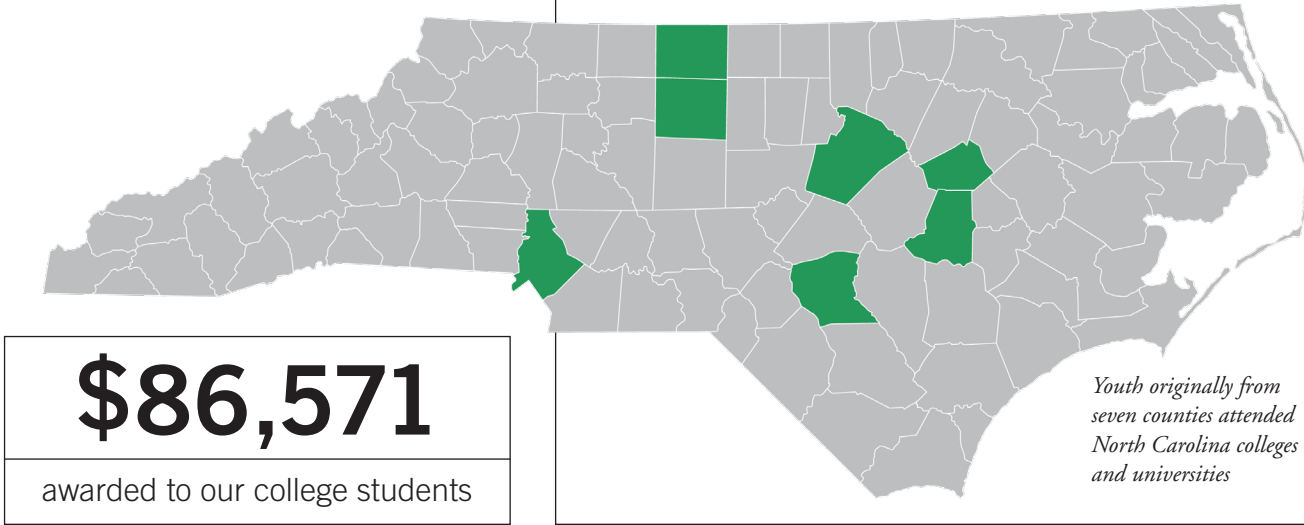 $86,571
awarded to our college students
Youth originally from
seven counties attended
North Carolina colleges
and universities